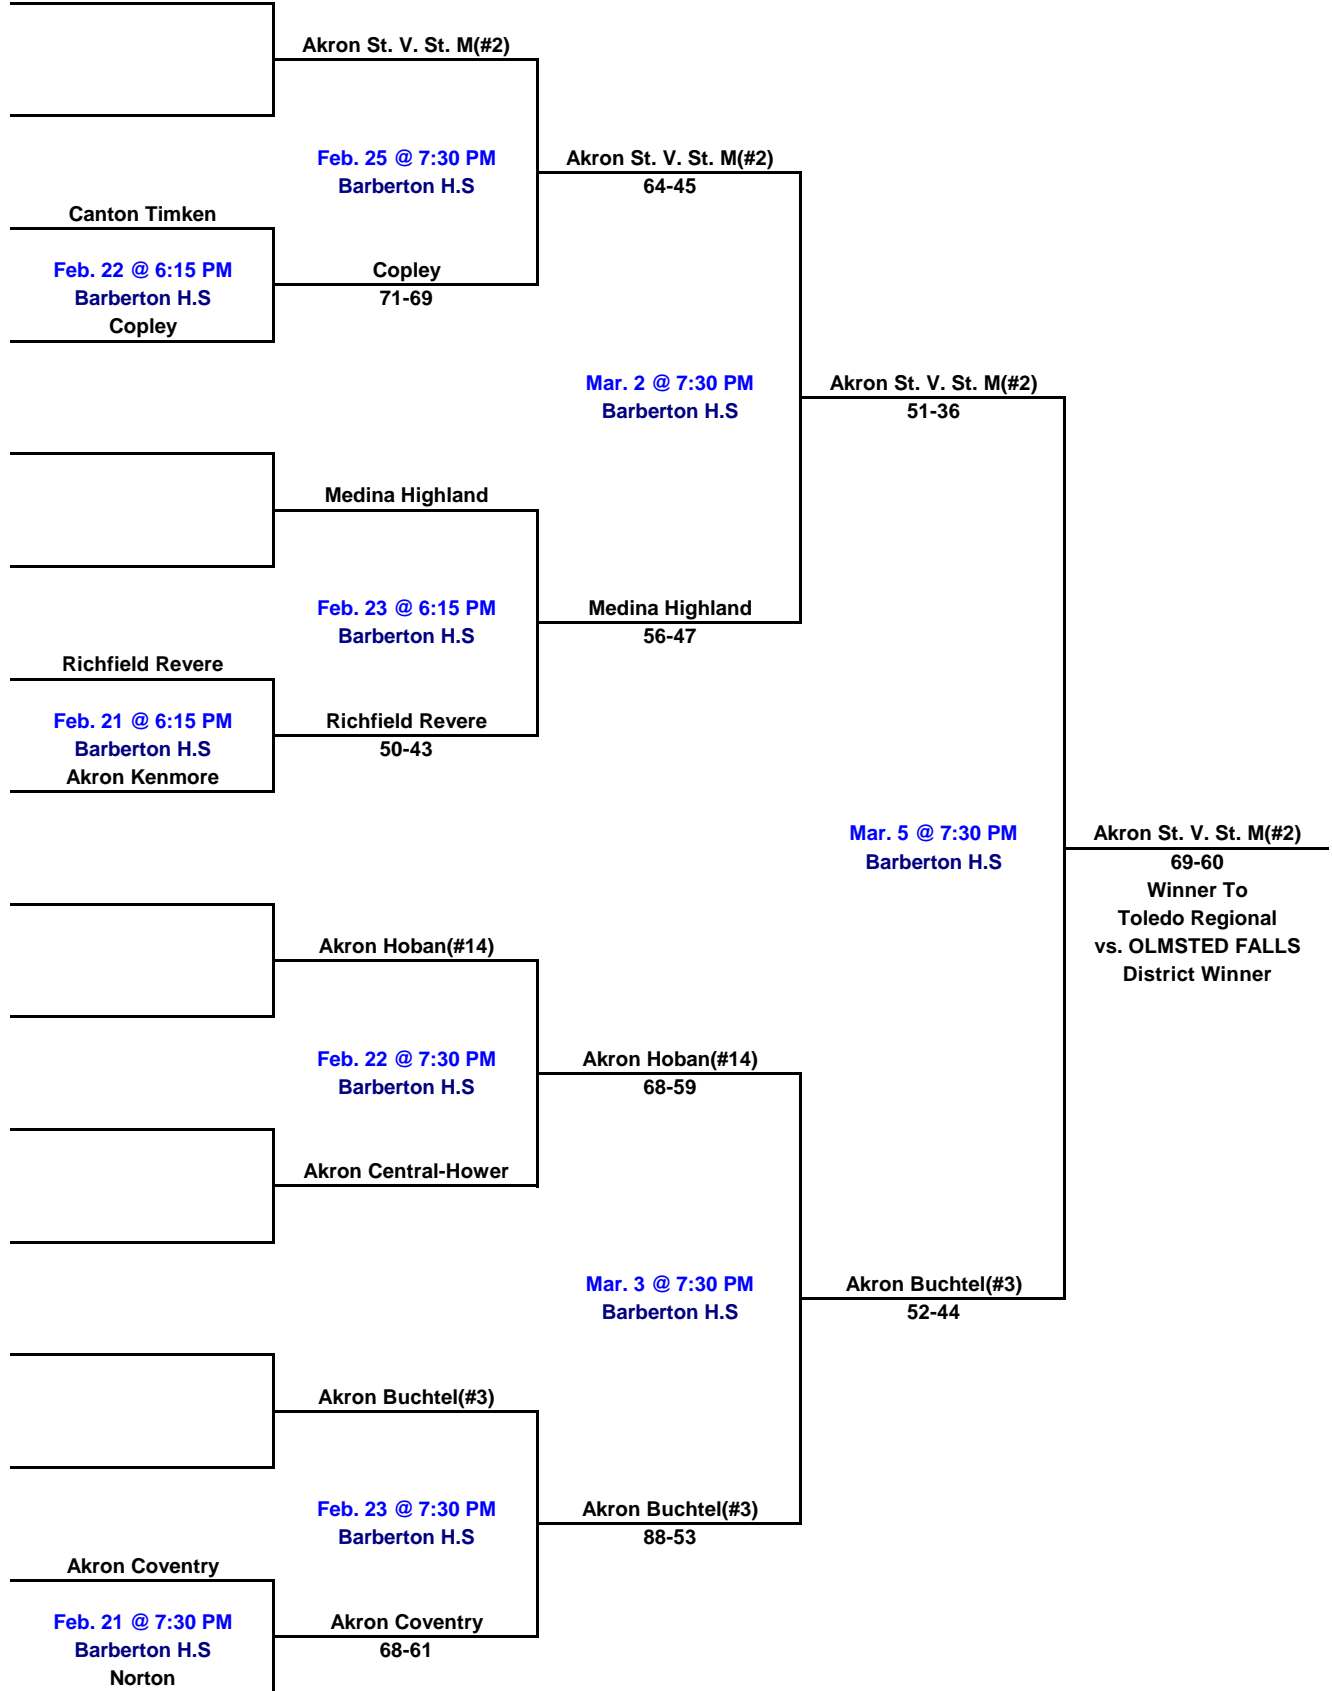 Akron St. V. St. M(#2)
Feb. 25 @ 7:30 PM
Barberton H.S
Akron St. V. St. M(#2)
64-45
Canton Timken
Feb. 22 @ 6:15 PM
Barberton H.S
Copley
Copley
71-69
Mar. 2 @ 7:30 PM
Barberton H.S
Akron St. V. St. M(#2)
51-36
Medina Highland
Feb. 23 @ 6:15 PM
Barberton H.S
Medina Highland
56-47
Richfield Revere
Feb. 21 @ 6:15 PM
Barberton H.S
Akron Kenmore
Richfield Revere
50-43
Mar. 5 @ 7:30 PM
Barberton H.S
Akron St. V. St. M(#2)
69-60
Winner To
Toledo Regional
vs. OLMSTED FALLS
District Winner
Akron Hoban(#14)
Feb. 22 @ 7:30 PM
Barberton H.S
Akron Hoban(#14)
68-59
Akron Central-Hower
Mar. 3 @ 7:30 PM
Barberton H.S
Akron Buchtel(#3)
52-44
Akron Buchtel(#3)
Feb. 23 @ 7:30 PM
Barberton H.S
Akron Buchtel(#3)
88-53
Akron Coventry
Feb. 21 @ 7:30 PM
Barberton H.S
Norton
Akron Coventry
68-61